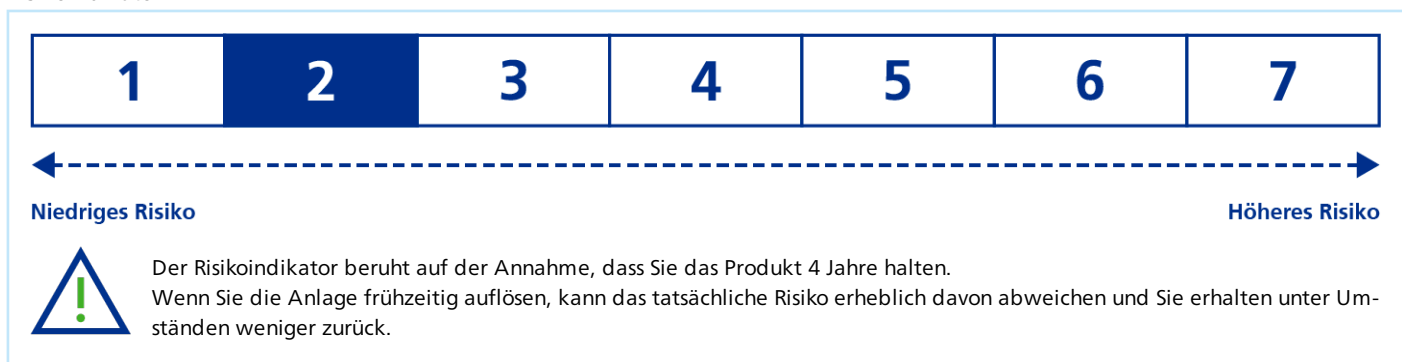 1 2 3 4 5 6 7
Niedriges Risiko Höheres Risiko
Der Risikoindikator beruht auf der Annahme, dass Sie das Produkt 4 Jahre halten.
Wenn Sie die Anlage frühzeitig auflösen, kann das tatsächliche Risiko erheblich davon abweichen und Sie erhalten unter Um-
ständen weniger zurück.